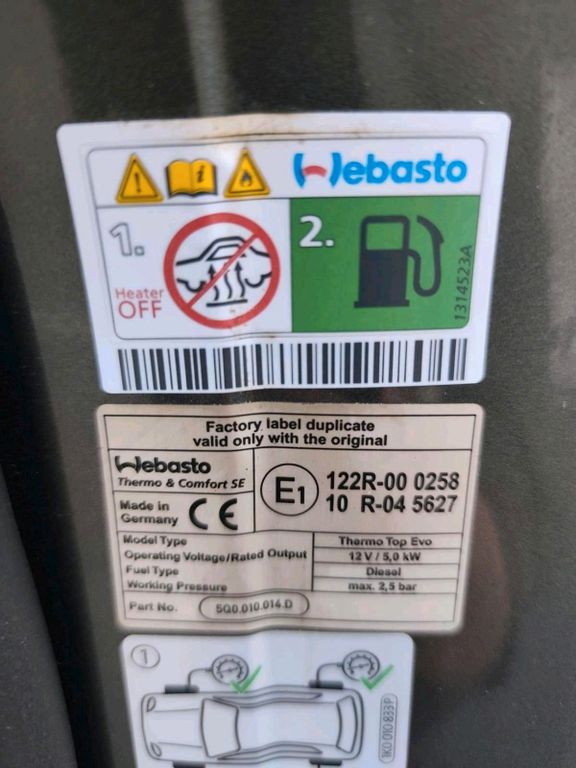 Webasto
1.
2.
Heater
OFF
1314523A
Factory label duplicate
valid only with the original
Webasto
Thermo & Comfort SE
Made in
Germany
CE
E1
122R-00 0258
10 R-04 5627
Model Type Thermo Top Evo
Operating Voltage/Rated Output 12 V / 5,0 kW
Fuel Type Diesel
Working Pressure max. 2,5 bar
Part No. 5Q0.010.014.D
1
1K0 010 833P